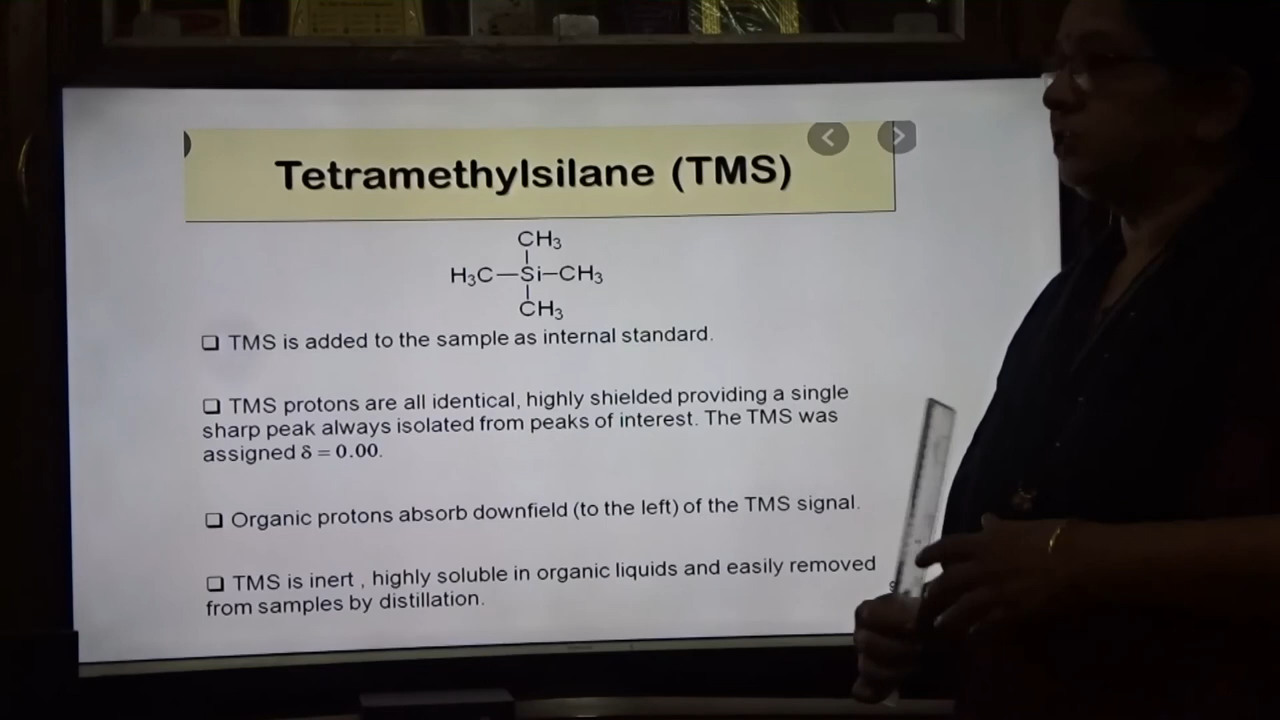 Tetramethylsilane (TMS)
CH3
H3C—Si—CH3
CH3
❑ TMS is added to the sample as internal standard.
❑ TMS protons are all identical, highly shielded providing a single
sharp peak always isolated from peaks of interest. The TMS was
assigned δ = 0.00.
❑ Organic protons absorb downfield (to the left) of the TMS signal.
❑ TMS is inert , highly soluble in organic liquids and easily removed
from samples by distillation.